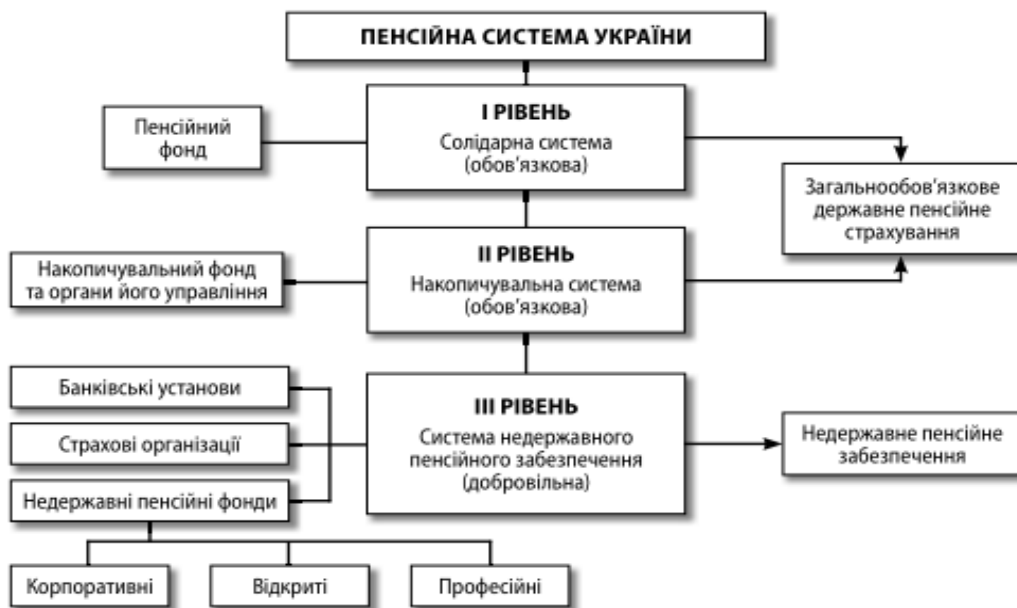 ПЕНСІЙНА СИСТЕМА УКРАЇНИ
І РІВЕНЬ
Солідарна система
(обов’язкова)
Пенсійний
фонд
Загальнообов’язкове
державне пенсійне
страхування
ІІ РІВЕНЬ
Накопичувальна система
(обов’язкова)
Накопичувальний фонд
та органи його управління
ІІІ РІВЕНЬ
Система недержавного
пенсійного забезпечення
(добровільна)
Банківські установи
Страхові організації
Недержавні пенсійні фонди
Недержавне пенсійне
забезпечення
Корпоративні
Відкриті
Професійні